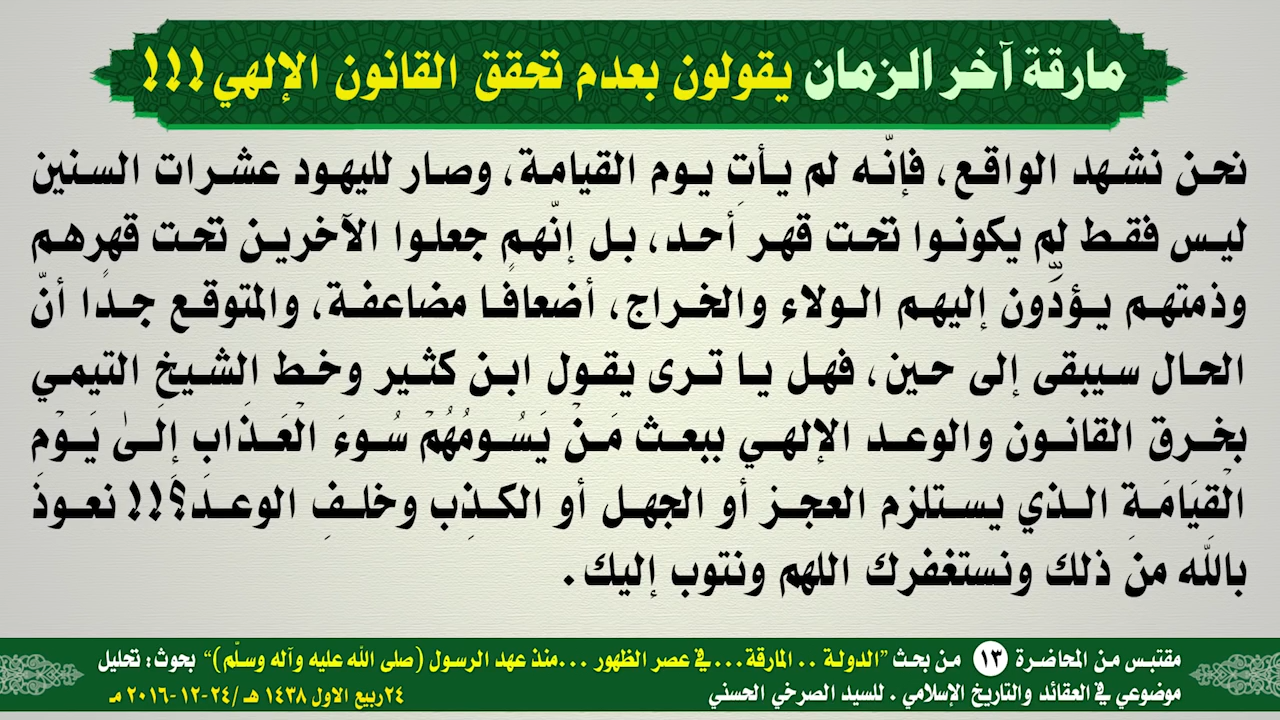 مارقة آخر الزمان يقولون بعدم تحقق القانون الإلهي!!!
نحن نشهد الواقع، فإنّه لم يأتِ يوم القيامة، وصار لليهود عشرات السنين
ليس فقط لم يكونوا تحت قهر أحد، بل إنّهم جعلوا الآخرين تحت قهرهم
وذمتهم يؤدّون إليهم الولاء والخراج، أضعافًا مضاعفة، والمتوقع جدًا أنّ
الحال سيبقى إلى حين، فهل يا ترى يقول ابن كثير وخط الشيخ التيمي
بخرق القانون والوعد الإلهي ببعث مَنْ يَسُومُهُمْ سُوءَ الْعَذَابِ إِلَىٰ يَوْمِ
الْقِيَامَةِ الذي يستلزم العجز أو الجهل أو الكذِب وخلفِ الوعد؟!! نعوذُ
بالله من ذلك ونستغفرك اللهم ونتوب إليك.
مقتبس من المحاضرة ١٣ من بحث "الدولة .. المارقة...في عصر الظهور ...منذ عهد الرسول (صلى الله عليه وآله وسلّم)" بحوث: تحليل
موضوعي في العقائد والتاريخ الإسلامي . للسيد الصرخي الحسني
٢٤ربيع الاول ١٤٣٨ هـ /٢٤-١٢-٢٠١٦ مـ